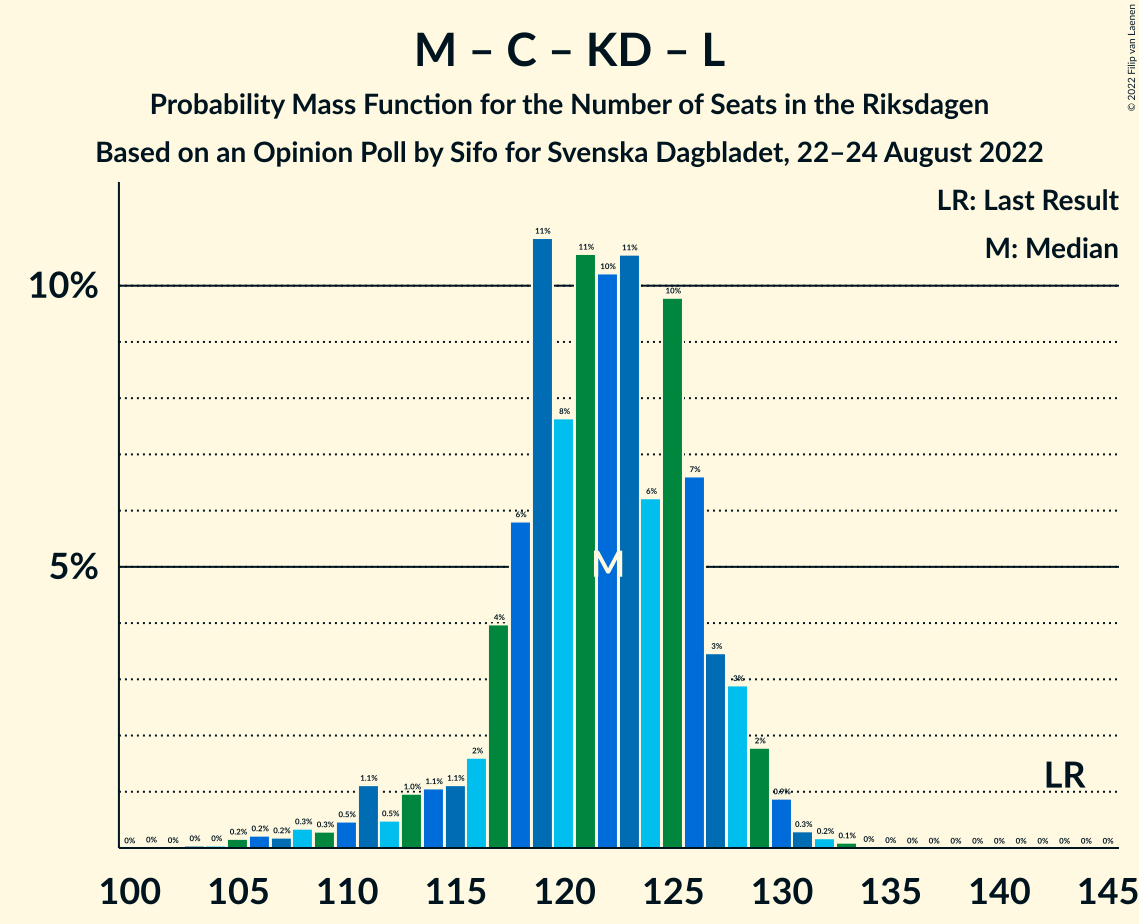 M – C – KD – L
Probability Mass Function for the Number of Seats in the Riksdagen
Based on an Opinion Poll by Sifo for Svenska Dagbladet, 22–24 August 2022
© 2022 Filip van Laenen
LR: Last Result
M: Median
10%
5%
0% 0% 0% 0% 0% 0.2% 0.2% 0.2% 0.3% 0.3% 0.5% 1.1% 0.5% 1.0% 1.1% 1.1% 2% 4% 6% 11% 8% 11% 10% 11% 6% 10% 7% 3% 3% 2% 0.9% 0.3% 0.2% 0.1% 0% 0% 0% 0% 0% 0% 0% 0% 0% 0% 0% 0%
M
LR
100 105 110 115 120 125 130 135 140 145